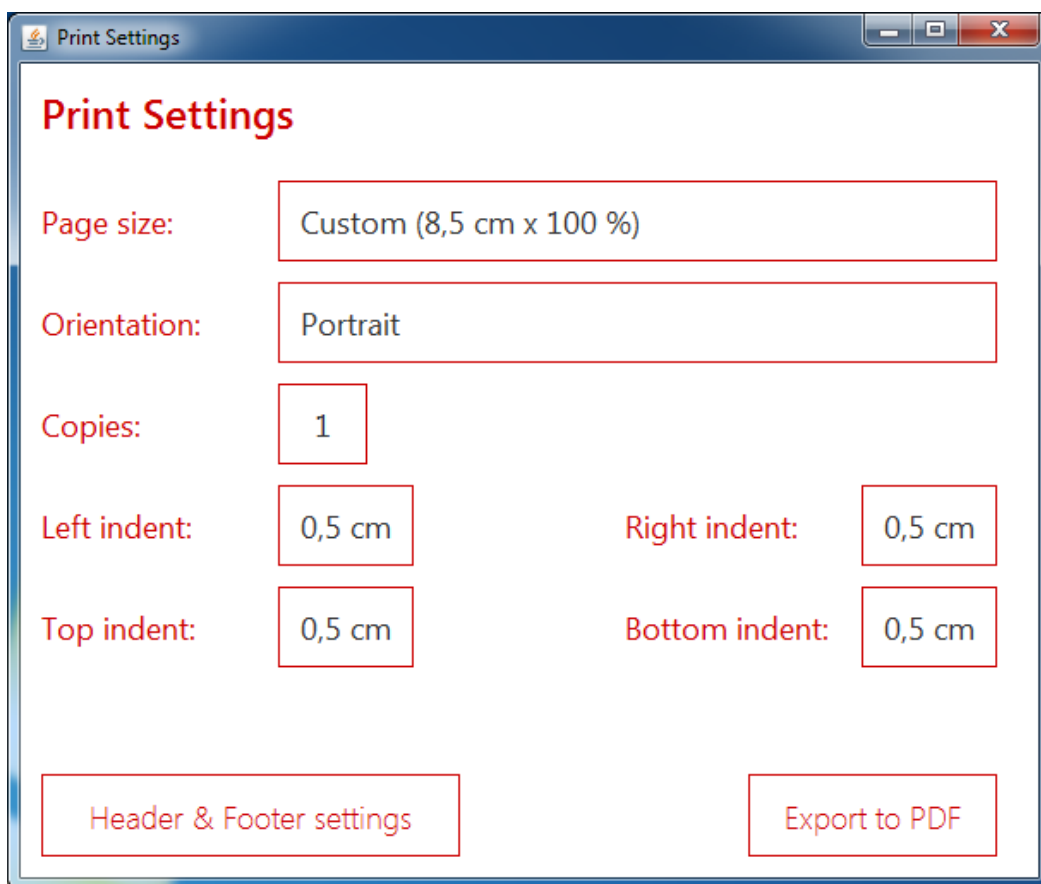 Print Settings
Print Settings
Page size: Custom (8,5 cm x 100 %)
Orientation: Portrait
Copies: 1
Left indent: 0,5 cm Right indent: 0,5 cm
Top indent: 0,5 cm Bottom indent: 0,5 cm
Header & Footer settings Export to PDF